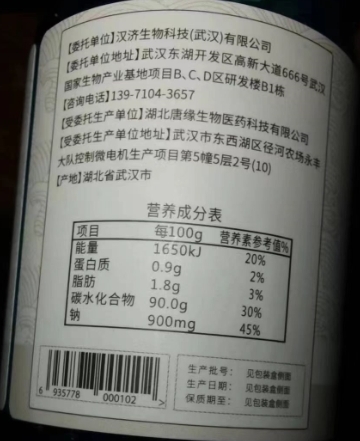 【委托单位】汉济生物科技(武汉)有限公司
【委托单位地址】武汉东湖开发区高新大道666号武汉
国家生物产业基地项目B、C、D区研发楼B1栋
【咨询电话】139-7104-3657
【受委托生产单位】湖北唐缘生物医药科技有限公司
【受委托生产单位地址】武汉市东西湖区径河农场永丰
大队控制微电机生产项目第5幢5层2号(10)
【产地】湖北省武汉市
营养成分表
项目 每100g 营养素参考值%
能量 1650kJ 20%
蛋白质 0.9g 2%
脂肪 1.8g 3%
碳水化合物 90.0g 30%
钠 900mg 45%
生产批号: 见包装盒侧面
生产日期: 见包装盒侧面
保质期至: 见包装盒侧面
6 935778 000102